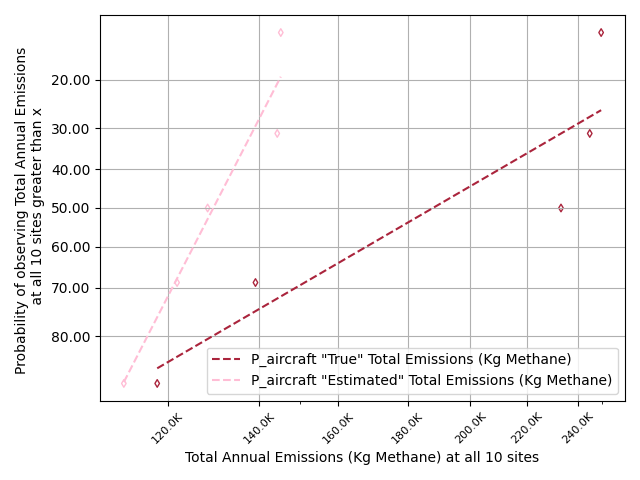 Probability of observing Total Annual Emissions
at all 10 sites greater than x
20.00
30.00
40.00
50.00
60.00
70.00
80.00
P_aircraft "True" Total Emissions (Kg Methane)
P_aircraft "Estimated" Total Emissions (Kg Methane)
120.0K
140.0K
160.0K
180.0K
200.0K
220.0K
240.0K
Total Annual Emissions (Kg Methane) at all 10 sites